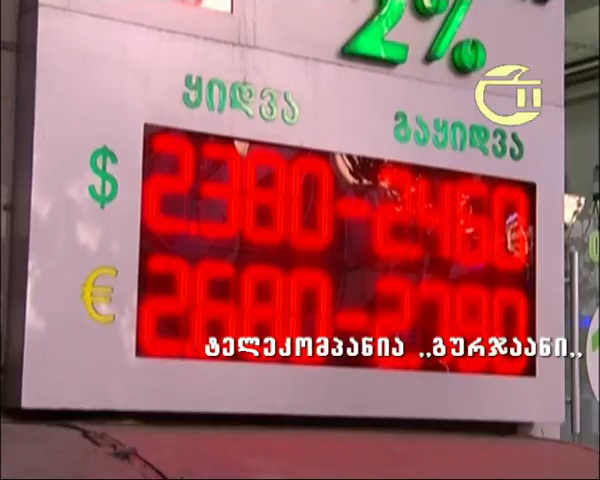 2%
ყიდვა გაყიდვა
$ 2380-2460
€ 2680-2790
ტელეკომპანია ,,გურჯაანი,,